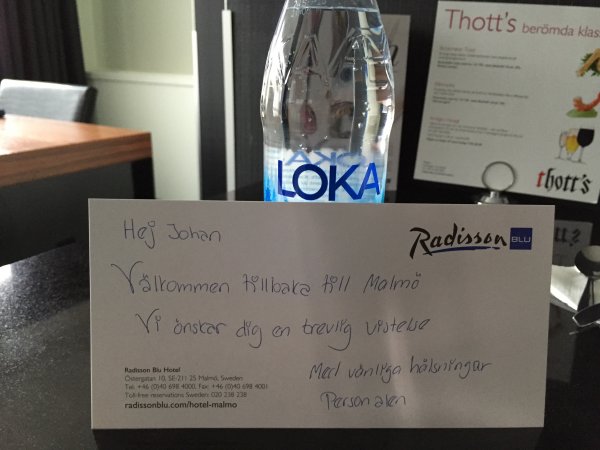 Thott's berömda klas
thott's
LOKA
Radisson BLU
Hej Johan
Välkommen tillbaka till Malmö
Vi önskar dig en trevlig vistelse
Med vänliga hälsningar
Personalen
Radisson Blu Hotel
Östergatan 10, SE-211 25 Malmö, Sweden
Tel: +46 (0)40 698 4000, Fax: +46 (0)40 698 4001
Toll-free reservations Sweden: 020 238 238
radissonblu.com/hotel-malmo